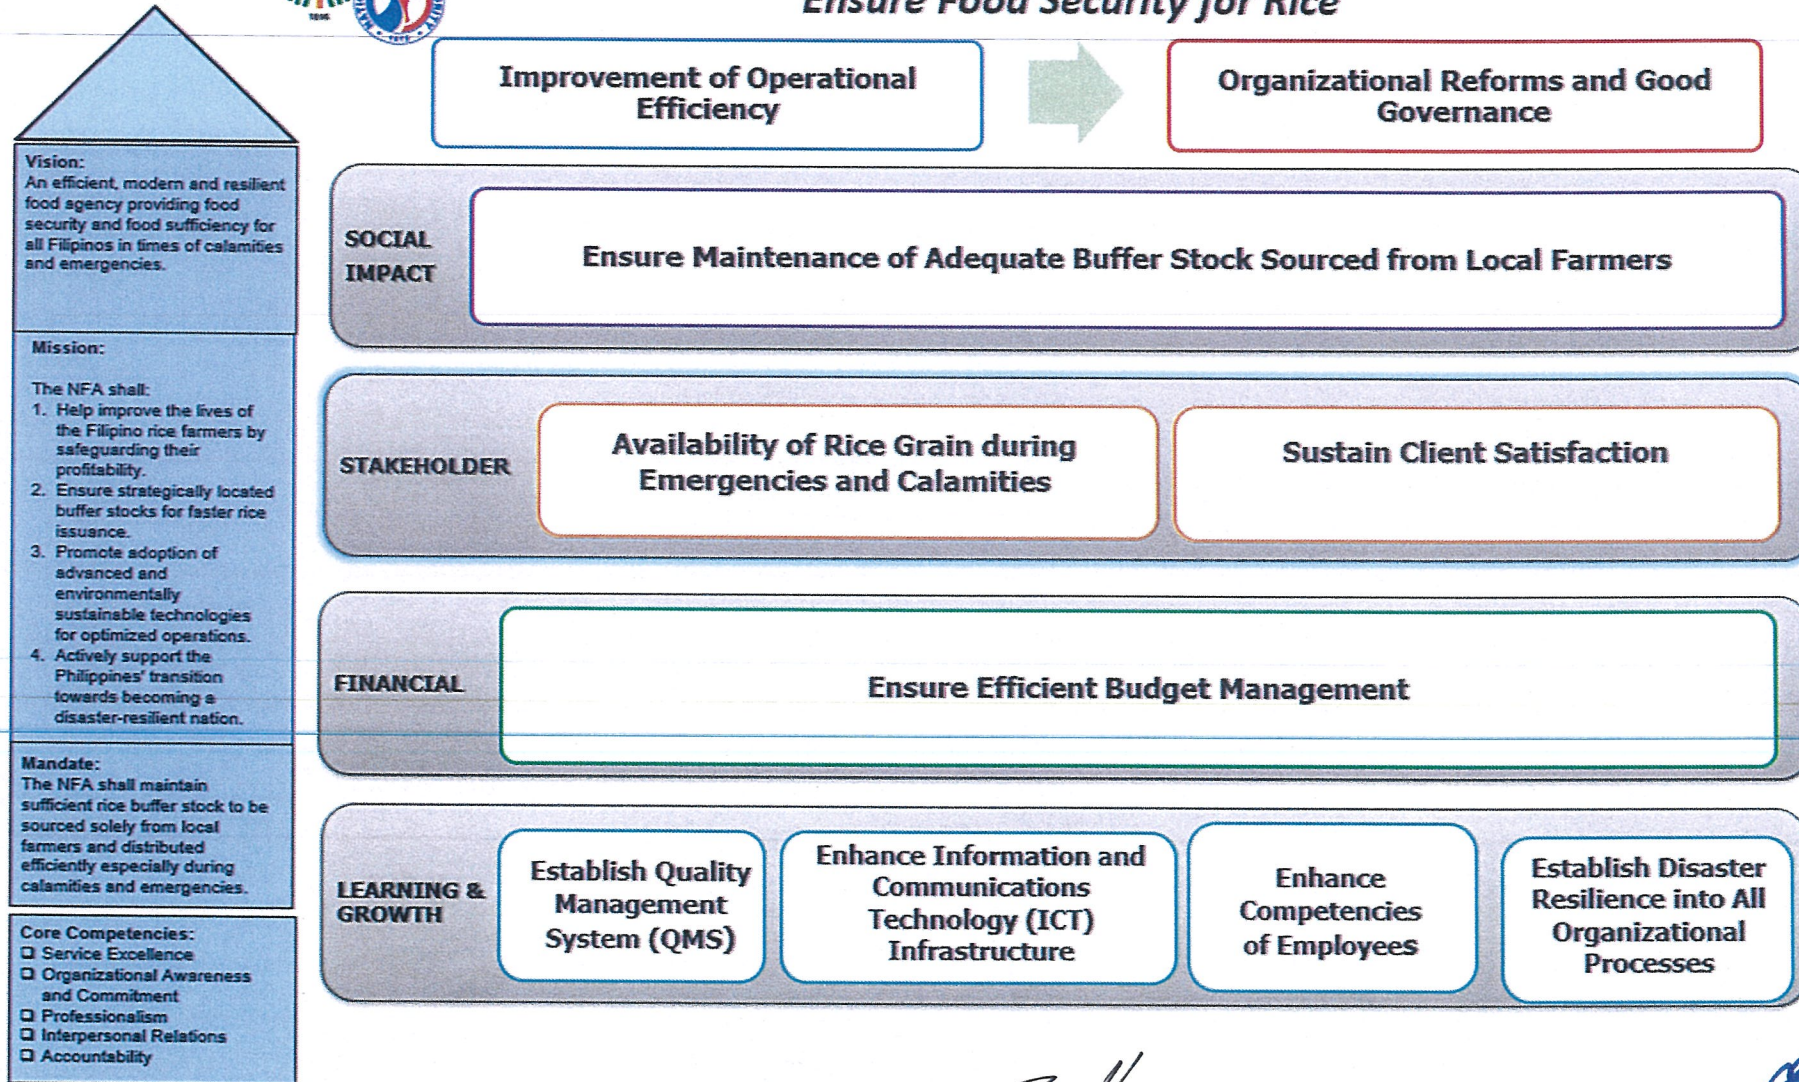 Ensure Food Security for Rice
Improvement of Operational
Efficiency
Organizational Reforms and Good
Governance
Vision:
An efficient, modern and resilient
food agency providing food
security and food sufficiency for
all Filipinos in times of calamities
and emergencies.
Mission:
The NFA shall:
1. Help improve the lives of
the Filipino rice farmers by
safeguarding their
profitability.
2. Ensure strategically located
buffer stocks for faster rice
issuance.
3. Promote adoption of
advanced and
environmentally
sustainable technologies
for optimized operations.
4. Actively support the
Philippines' transition
towards becoming a
disaster-resilient nation.
Mandate:
The NFA shall maintain
sufficient rice buffer stock to be
sourced solely from local
farmers and distributed
efficiently especially during
calamities and emergencies.
Core Competencies:
❑ Service Excellence
❑ Organizational Awareness
and Commitment
❑ Professionalism
❑ Interpersonal Relations
❑ Accountability
SOCIAL
IMPACT
Ensure Maintenance of Adequate Buffer Stock Sourced from Local Farmers
STAKEHOLDER
Availability of Rice Grain during
Emergencies and Calamities
Sustain Client Satisfaction
FINANCIAL
Ensure Efficient Budget Management
LEARNING &
GROWTH
Establish Quality
Management
System (QMS)
Enhance Information and
Communications
Technology (ICT)
Infrastructure
Enhance
Competencies
of Employees
Establish Disaster
Resilience into All
Organizational
Processes